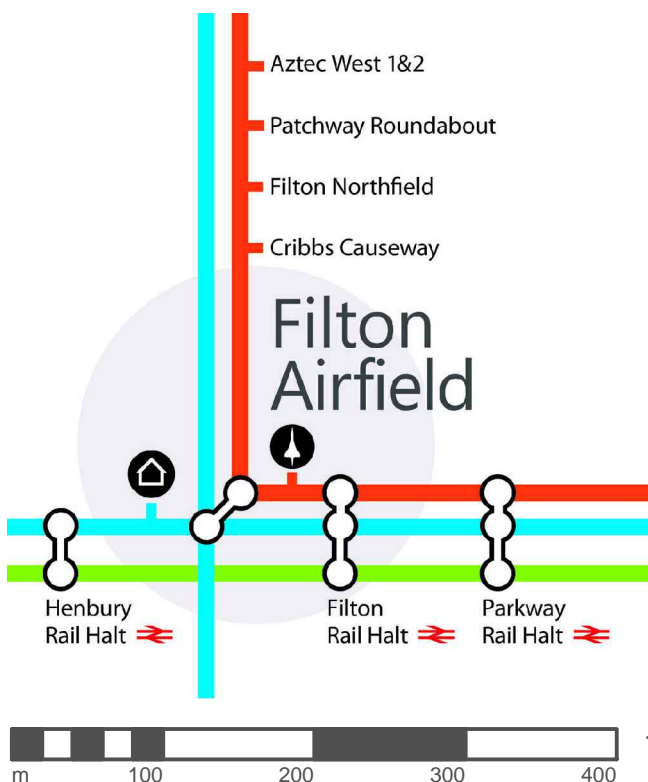 Aztec West 1&2
Patchway Roundabout
Filton Northfield
Cribbs Causeway
Filton
Airfield
Henbury
Rail Halt
Filton
Rail Halt
Parkway
Rail Halt
m 100 200 300 400